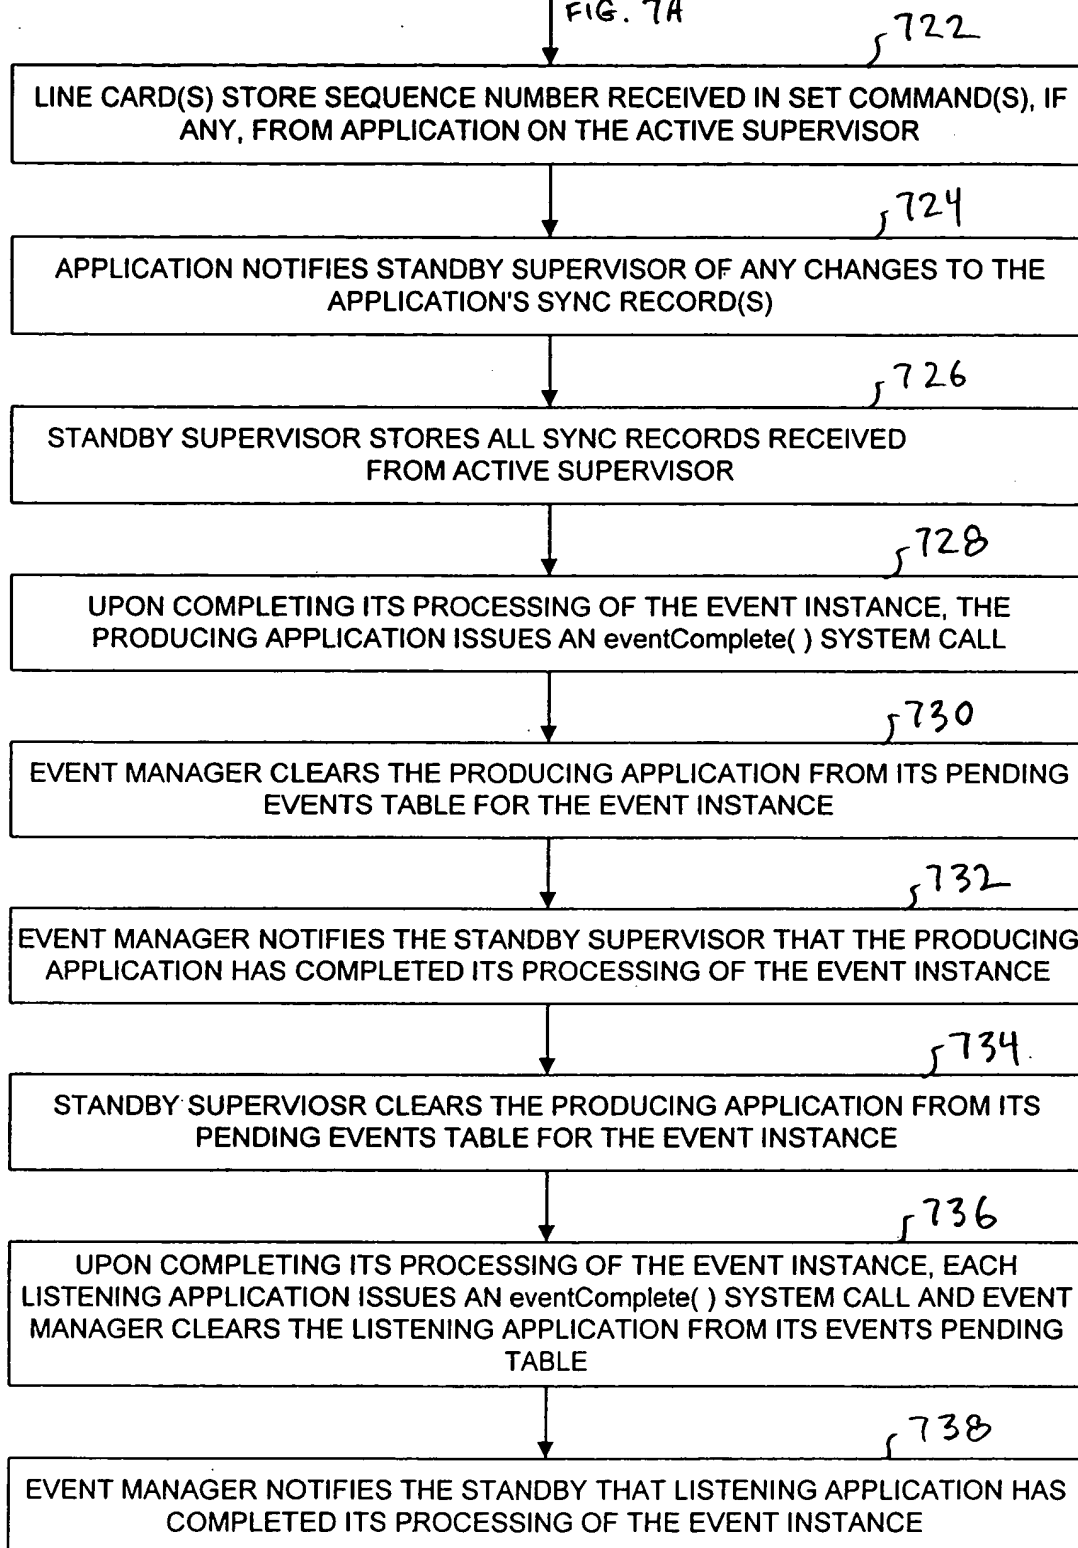 FIG. 7A
722
LINE CARD(S) STORE SEQUENCE NUMBER RECEIVED IN SET COMMAND(S), IF
ANY, FROM APPLICATION ON THE ACTIVE SUPERVISOR
724
APPLICATION NOTIFIES STANDBY SUPERVISOR OF ANY CHANGES TO THE
APPLICATION'S SYNC RECORD(S)
726
STANDBY SUPERVISOR STORES ALL SYNC RECORDS RECEIVED
FROM ACTIVE SUPERVISOR
728
UPON COMPLETING ITS PROCESSING OF THE EVENT INSTANCE, THE
PRODUCING APPLICATION ISSUES AN eventComplete( ) SYSTEM CALL
730
EVENT MANAGER CLEARS THE PRODUCING APPLICATION FROM ITS PENDING
EVENTS TABLE FOR THE EVENT INSTANCE
732
EVENT MANAGER NOTIFIES THE STANDBY SUPERVISOR THAT THE PRODUCING
APPLICATION HAS COMPLETED ITS PROCESSING OF THE EVENT INSTANCE
734
STANDBY SUPERVIOSR CLEARS THE PRODUCING APPLICATION FROM ITS
PENDING EVENTS TABLE FOR THE EVENT INSTANCE
736
UPON COMPLETING ITS PROCESSING OF THE EVENT INSTANCE, EACH
LISTENING APPLICATION ISSUES AN eventComplete( ) SYSTEM CALL AND EVENT
MANAGER CLEARS THE LISTENING APPLICATION FROM ITS EVENTS PENDING
TABLE
738
EVENT MANAGER NOTIFIES THE STANDBY THAT LISTENING APPLICATION HAS
COMPLETED ITS PROCESSING OF THE EVENT INSTANCE